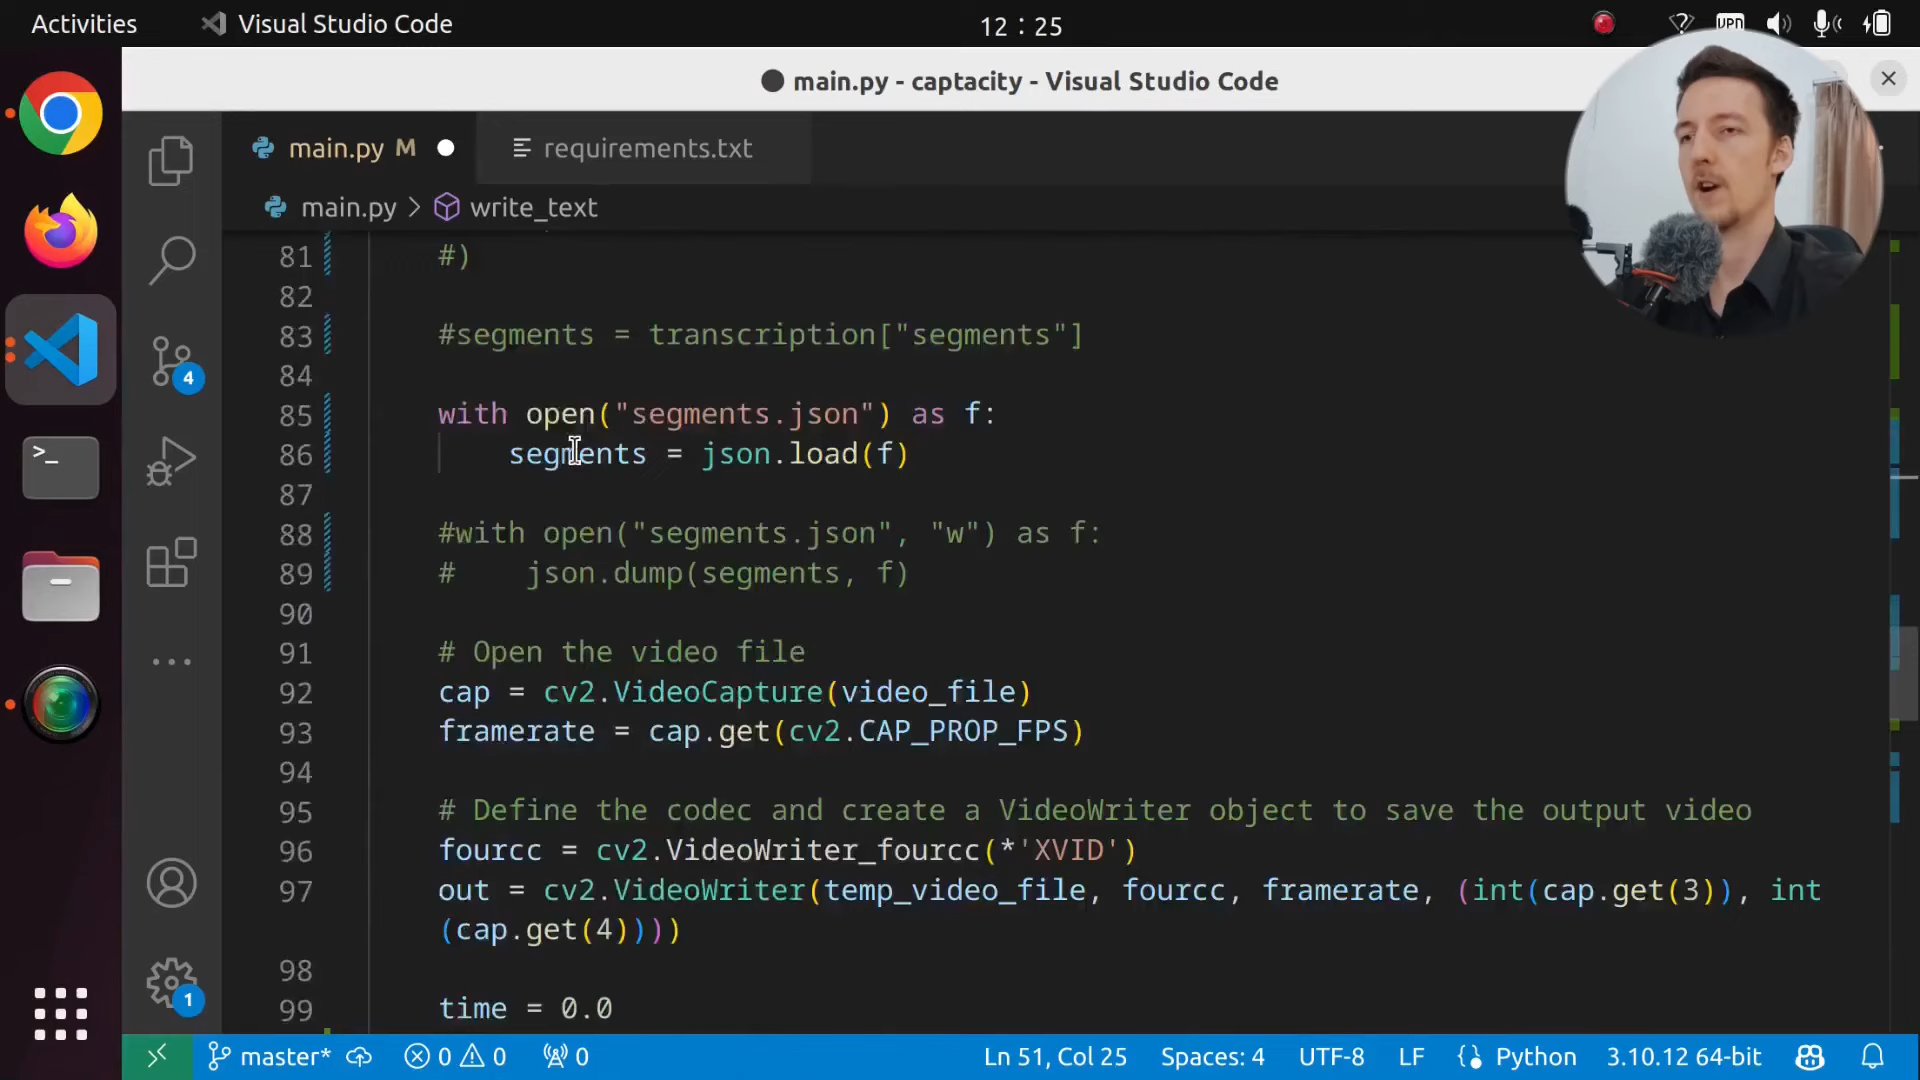 Activities
Visual Studio Code
12 : 25
VPN
main.py - captacity - Visual Studio Code
main.py M
requirements.txt
main.py > write_text
81 #)
82
83 #segments = transcription["segments"]
84
85 with open("segments.json") as f:
86 segments = json.load(f)
87
88 #with open("segments.json", "w") as f:
89 # json.dump(segments, f)
90
91 # Open the video file
92 cap = cv2.VideoCapture(video_file)
93 framerate = cap.get(cv2.CAP_PROP_FPS)
94
95 # Define the codec and create a VideoWriter object to save the output video
96 fourcc = cv2.VideoWriter_fourcc(*'XVID')
97 out = cv2.VideoWriter(temp_video_file, fourcc, framerate, (int(cap.get(3)), int
(cap.get(4))))
98
99 time = 0.0
4
1
master* 0 0 0 Ln 51, Col 25 Spaces: 4 UTF-8 LF Python 3.10.12 64-bit